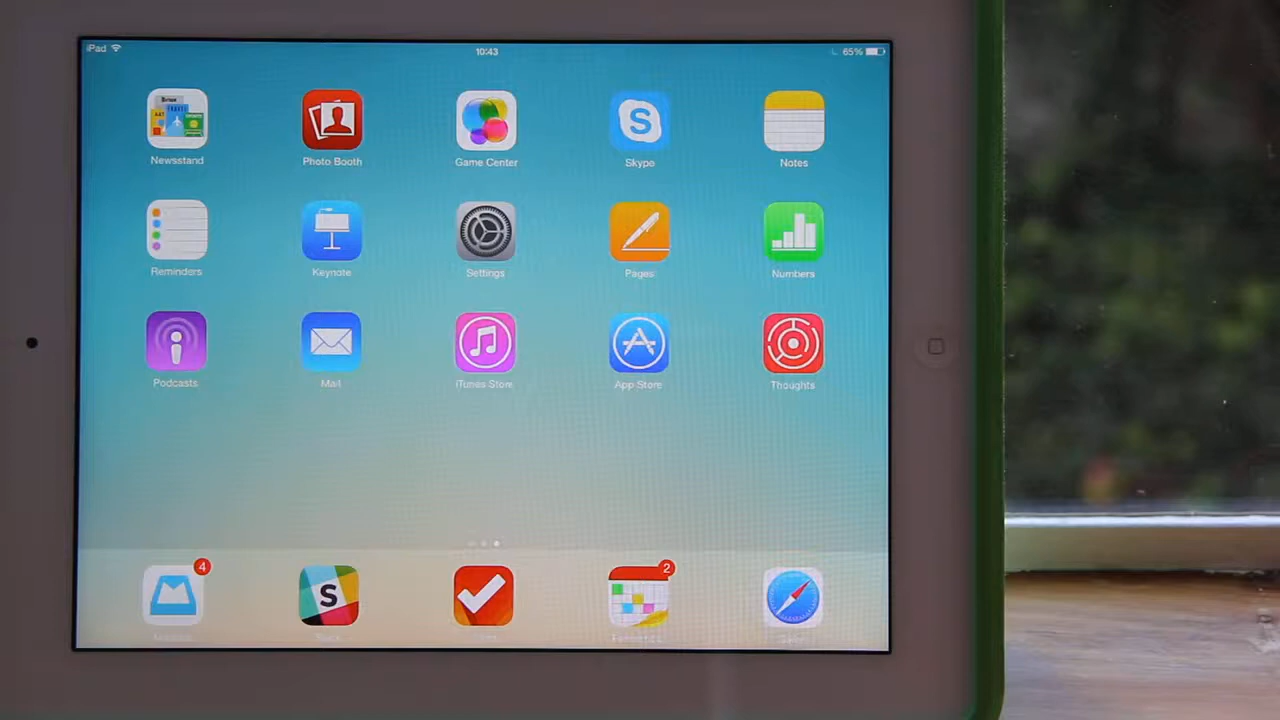 iPad 10:43 65%
Newsstand Photo Booth Game Center Skype Notes
Reminders Keynote Settings Pages Numbers
Podcasts Mail iTunes Store App Store Thoughts
4 2
S S